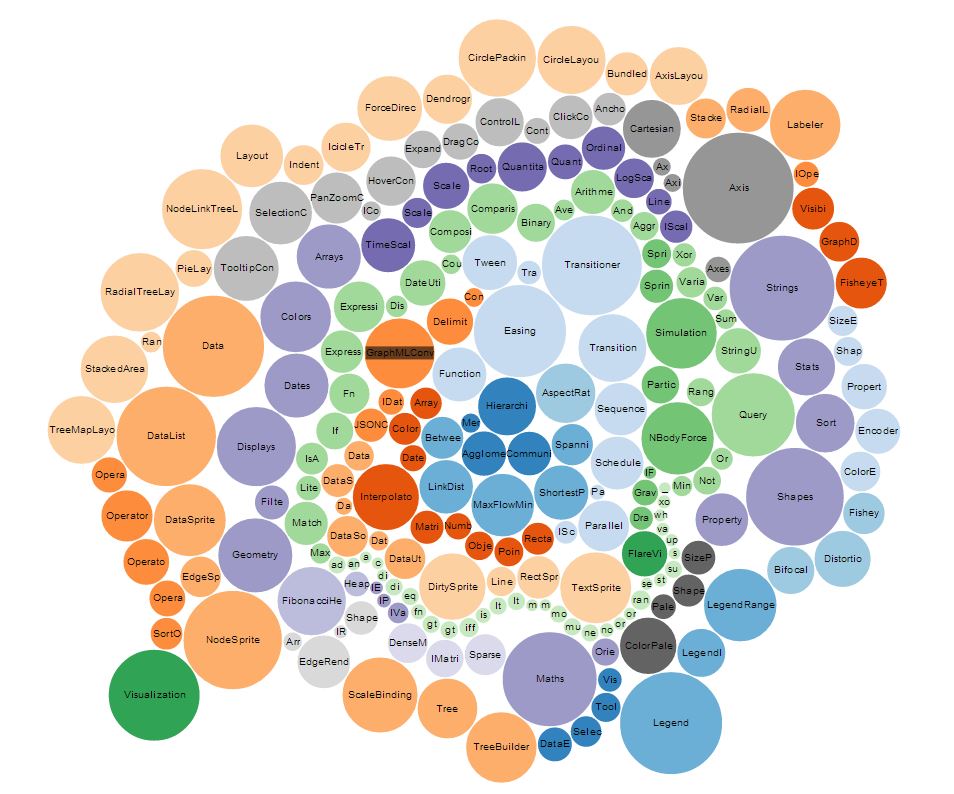 CirclePackin
CircleLayou
Bundled
AxisLayou
ForceDirec
Dendrogr
ControlL
Cont
ClickCo
Ancho
Cartesian
Stacke
RadialL
Labeler
Layout
Indent
IcicleTr
Expand
DragCo
Root
Quantita
Quant
Ordinal
LogSca
Ax
Axi
Axis
IOpe
NodeLinkTreeL
SelectionC
PanZoomC
HoverCon
ICo
Scale
Scale
Comparis
Binary
Ave
Arithme
And
Aggr
Line
IScal
Visibi
GraphD
PieLay
TooltipCon
Arrays
TimeScal
Composi
Cou
Tween
Tra
Transitioner
Spri
Xor
Axes
Strings
FisheyeT
RadialTreeLay
DateUti
Con
Sprin
Varia
Var
Expressi
Dis
Colors
Delimit
Easing
Simulation
Sum
SizeE
Ran
Data
Express
GraphMLConv
Transition
StringU
Shap
StackedArea
Dates
Function
Fn
IDat
Array
Hierarchi
AspectRat
Partic
Rang
Stats
Propert
TreeMapLayo
DataList
Displays
If
JSONC
Color
Betwee
Mer
Sequence
Query
Sort
Encoder
IsA
Data
Date
Agglome
Communi
Spanni
NBodyForce
Or
Opera
Lite
DataS
Interpolato
LinkDist
ShortestP
Schedule
IF
Not
Min
Shapes
ColorE
Operator
DataSprite
Filte
Match
Da
MaxFlowMin
Pa
Grav
_
xo
Dra
wh
va
Property
Fishey
Geometry
DataSo
Dat
Matri
Numb
Obje
Poin
Recta
ISc
Parallel
up
s
su
st
se
FlareVi
SizeP
Operato
Max
ad
an
a
c
di
di
DataUt
Distortio
Bifocal
EdgeSp
Heap
IE
IP
eq
DirtySprite
Line
RectSpr
TextSprite
Shape
Opera
FibonacciHe
IVa
fn
gt
gt
iff
is
lt
lt
m
m
mo
mu
ne
no
or
or
ran
Pale
LegendRange
SortO
NodeSprite
Arr
IR
Shape
DenseM
IMatri
Sparse
Orie
ColorPale
LegendI
EdgeRend
Visualization
ScaleBinding
Tree
Maths
Vis
Tool
Legend
TreeBuilder
DataE
Selec